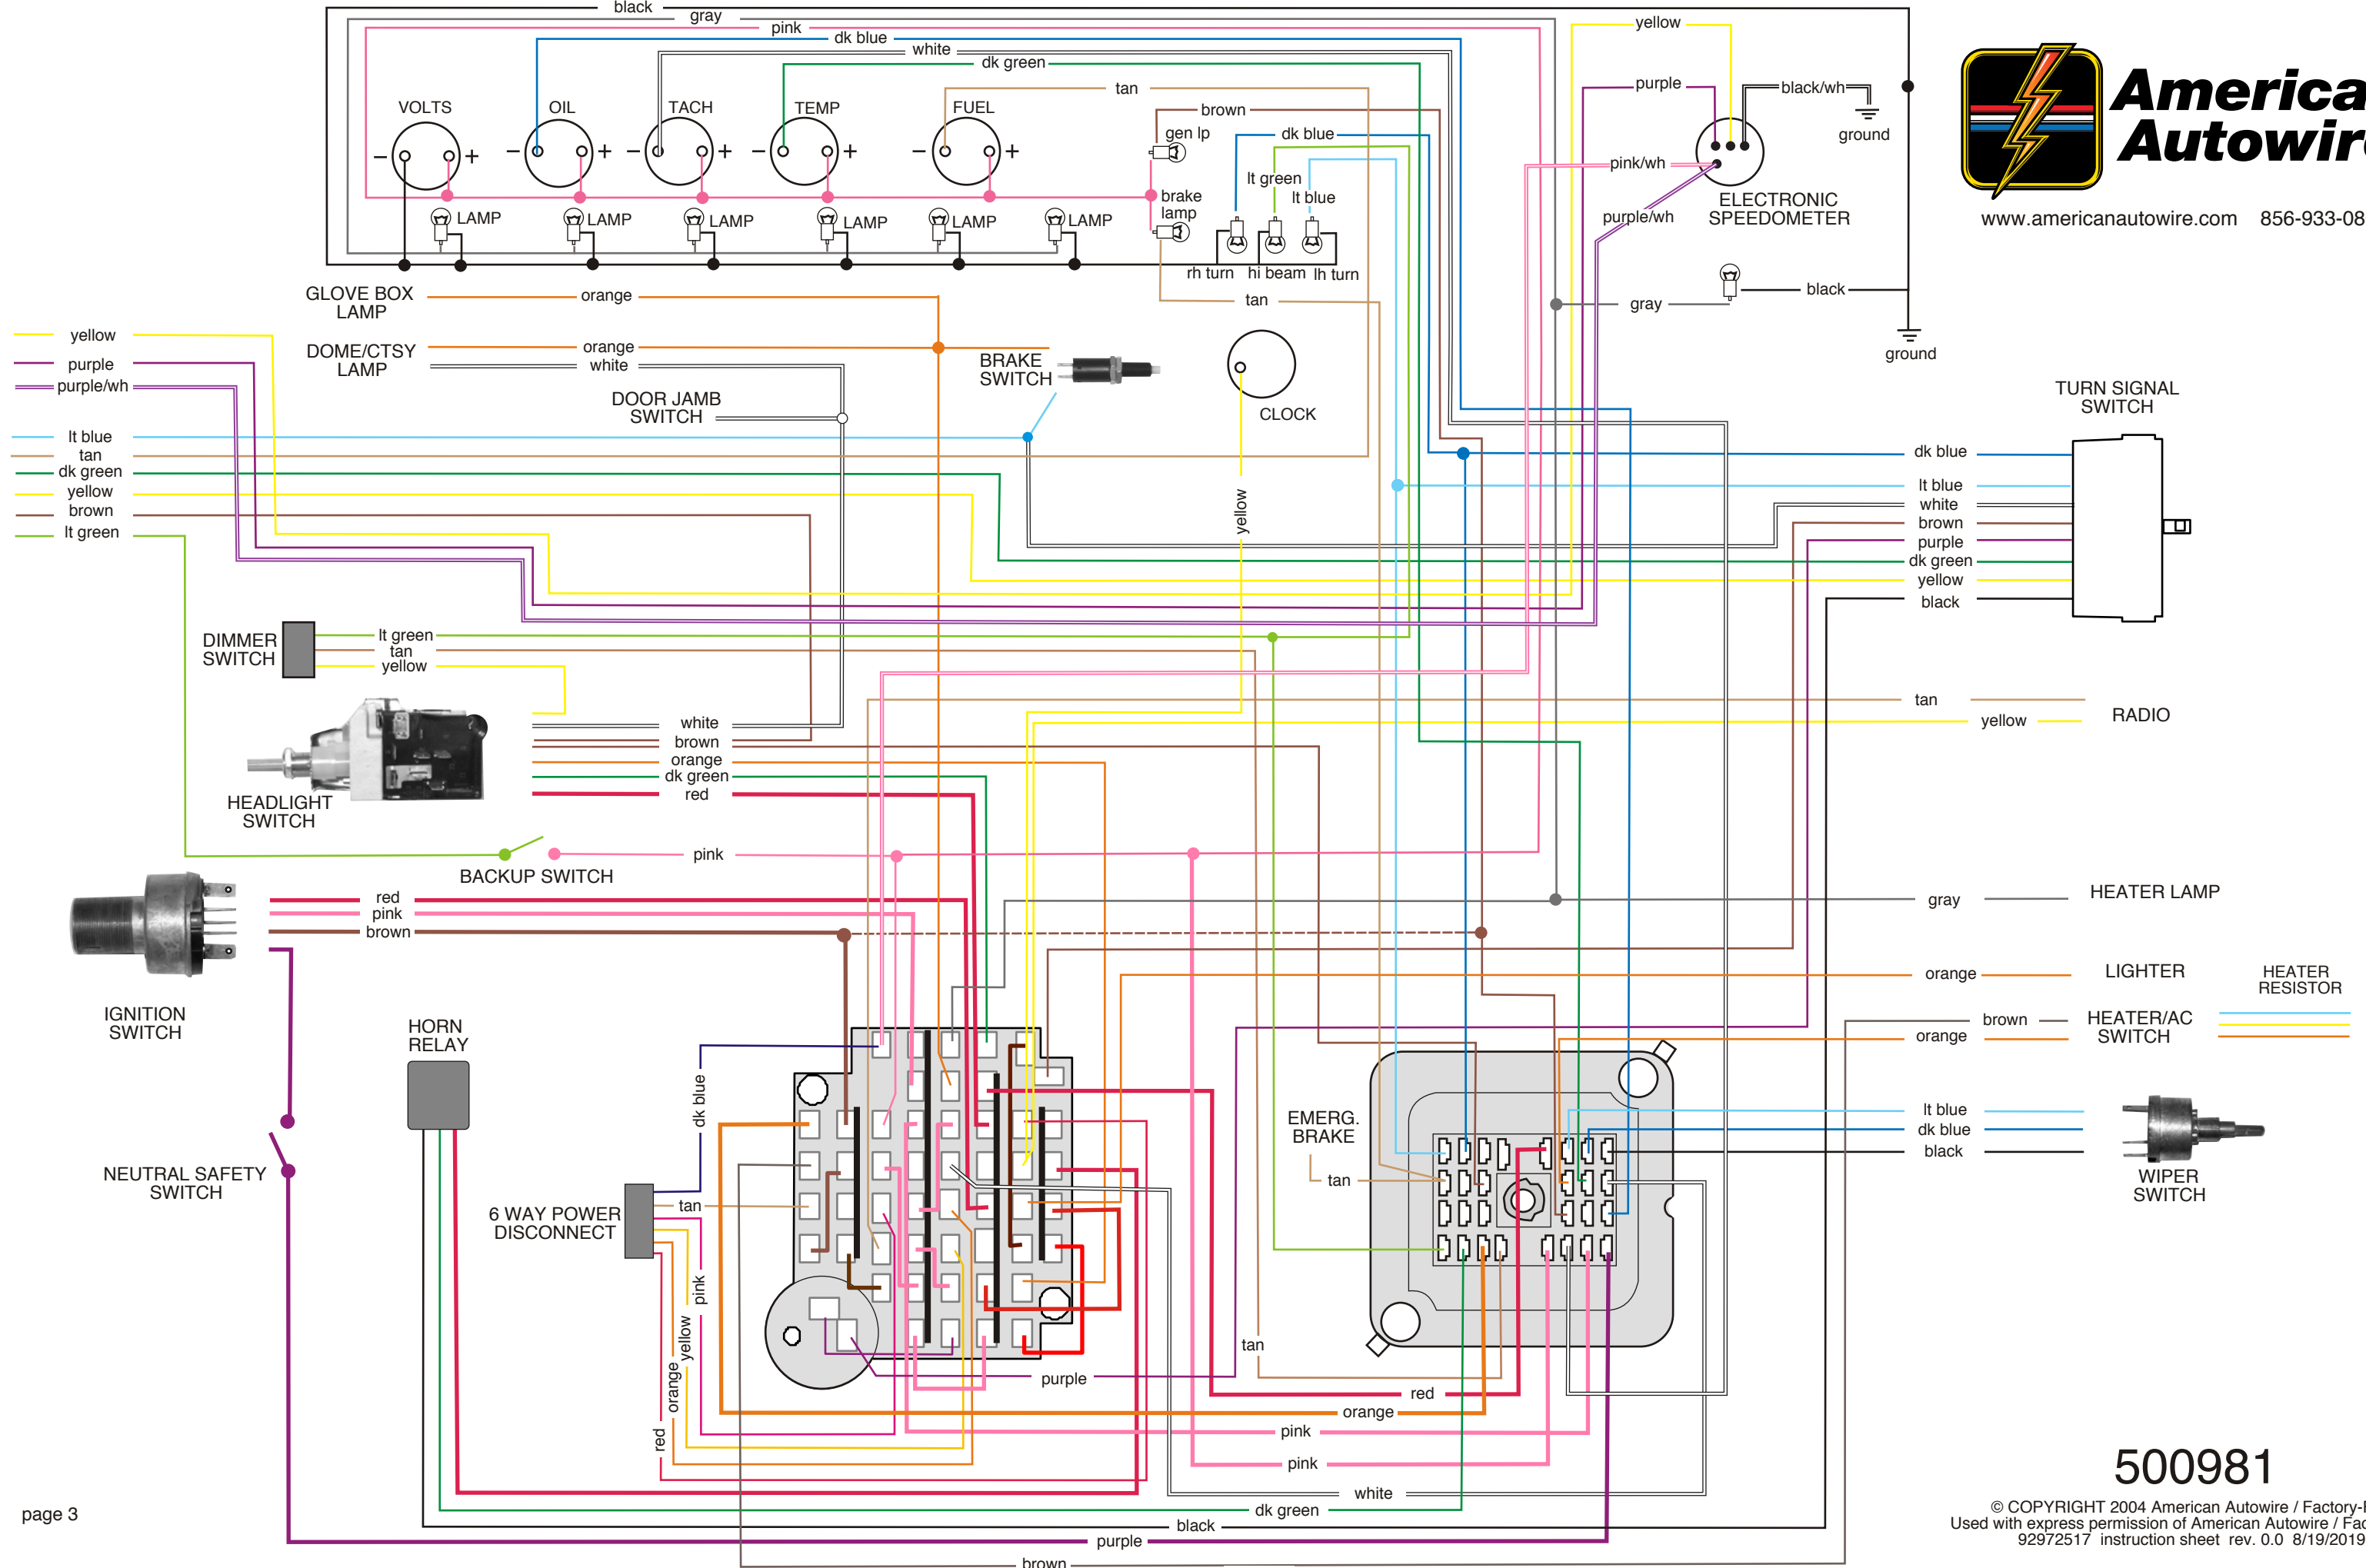 black
gray
pink
dk blue
white
dk green
tan
yellow
VOLTS
OIL
TACH
TEMP
FUEL
brown
gen lp
dk blue
lt green
lt blue
brake
lamp
LAMP
LAMP
LAMP
LAMP
LAMP
LAMP
rh turn
hi beam
lh turn
tan
purple
black/wh
ground
pink/wh
purple/wh
ELECTRONIC
SPEEDOMETER
gray
black
ground
America
Autowir
www.americanautowire.com 856-933-08
GLOVE BOX
LAMP
orange
DOME/CTSY
LAMP
orange
white
DOOR JAMB
SWITCH
BRAKE
SWITCH
CLOCK
yellow
yellow
purple
purple/wh
lt blue
tan
dk green
yellow
brown
lt green
TURN SIGNAL
SWITCH
dk blue
lt blue
white
brown
purple
dk green
yellow
black
DIMMER
SWITCH
lt green
tan
yellow
tan
yellow
RADIO
HEADLIGHT
SWITCH
white
brown
orange
dk green
red
BACKUP SWITCH
pink
IGNITION
SWITCH
red
pink
brown
gray
HEATER LAMP
orange
LIGHTER
HEATER
RESISTOR
brown
orange
HEATER/AC
SWITCH
HORN
RELAY
NEUTRAL SAFETY
SWITCH
6 WAY POWER
DISCONNECT
dk blue
tan
pink
yellow
orange
red
EMERG.
BRAKE
tan
lt blue
dk blue
black
WIPER
SWITCH
tan
purple
red
orange
pink
pink
white
dk green
black
purple
brown
page 3
500981
© COPYRIGHT 2004 American Autowire / Factory-
Used with express permission of American Autowire / Fac
92972517 instruction sheet rev. 0.0 8/19/2019